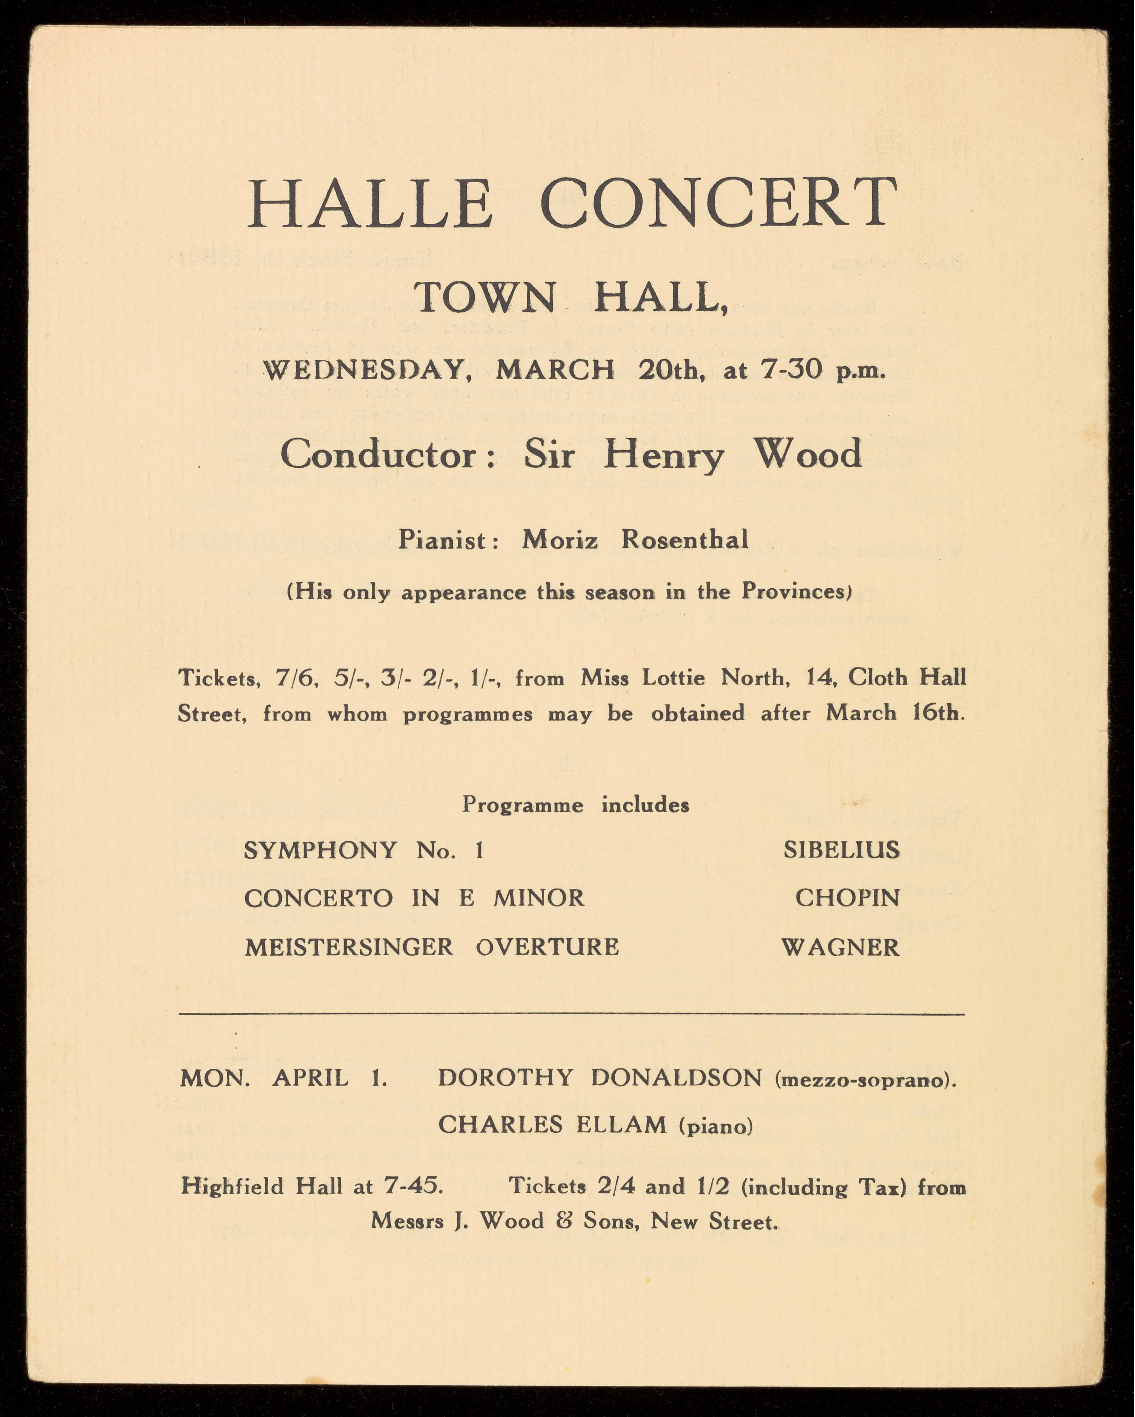 HALLE CONCERT
TOWN HALL,
WEDNESDAY, MARCH 20th, at 7-30 p.m.
Conductor: Sir Henry Wood
Pianist: Moriz Rosenthal
(His only appearance this season in the Provinces)
Tickets, 7/6, 5/-, 3/- 2/-, 1/-, from Miss Lottie North, 14, Cloth Hall
Street, from whom programmes may be obtained after March 16th.
Programme includes
SYMPHONY No. 1 SIBELIUS
CONCERTO IN E MINOR CHOPIN
MEISTERSINGER OVERTURE WAGNER
MON. APRIL 1. DOROTHY DONALDSON (mezzo-soprano).
CHARLES ELLAM (piano)
Highfield Hall at 7-45. Tickets 2/4 and 1/2 (including Tax) from
Messrs J. Wood & Sons, New Street.